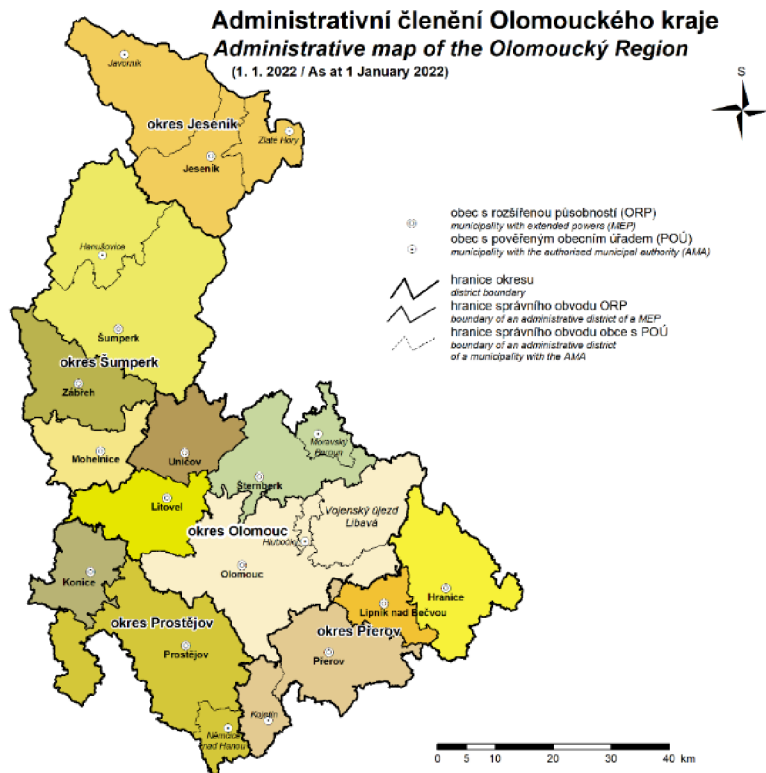 Administrativní členění Olomouckého kraje
Administrative map of the Olomoucký Region
(1. 1. 2022 / As at 1 January 2022)
S
Javorník
okres Jeseník
Zlaté Hory
Jeseník
obec s rozšířenou působností (ORP)
municipality with extended powers (MEP)
obec s pověřeným obecním úřadem (POÚ)
municipality with the authorised municipal authority (AMA)
hranice okresu
district boundary
hranice správního obvodu ORP
boundary of an administrative district of a MEP
hranice správního obvodu obce s POÚ
boundary of an administrative district
of a municipality with the AMA
Hanušovice
Šumperk
okres Šumperk
Zábřeh
Mohelnice
Uničov
Moravský
Beroun
Šternberk
Litovel
Vojenský újezd
Libavá
okres Olomouc
Hlubočky
Olomouc
Konice
Hranice
Lipník nad Bečvou
okres Prostějov
okres Přerov
Prostějov
Přerov
Kojetín
Němčice
nad Hanou
0 5 10 20 30 40 km